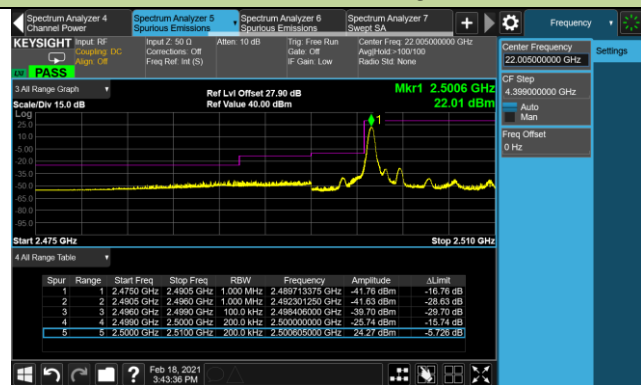 Spectrum Analyzer 4
Channel Power
Spectrum Analyzer 5
Spurious Emissions
Spectrum Analyzer 6
Spurious Emissions
Spectrum Analyzer 7
Swept SA
+
Frequency
KEYSIGHT
Input: RF
Coupling: DC
Align: Off
Input Z: 50 Ω
Corrections: Off
Freq Ref: Int (S)
Atten: 10 dB
Trig: Free Run
Gate: Off
IF Gain: Low
Center Freq: 22.005000000 GHz
Avg|Hold:>100/100
Radio Std: None
PASS
Center Frequency
22.005000000 GHz
Settings
CF Step
4.399000000 GHz
Auto
Man
Freq Offset
0 Hz
3 All Range Graph
Scale/Div 15.0 dB
Ref Lvl Offset 27.90 dB
Ref Value 40.00 dBm
Mkr1 2.5006 GHz
22.01 dBm
Log
25.0
10.0
-5.00
-20.0
-35.0
-50.0
-65.0
-80.0
-95.0
1
Start 2.475 GHz
Stop 2.510 GHz
4 All Range Table
Spur Range Start Freq Stop Freq RBW Frequency Amplitude ΔLimit
1 1 2.4750 GHz 2.4905 GHz 1.000 MHz 2.489713375 GHz -41.76 dBm -16.76 dB
2 2 2.4905 GHz 2.4960 GHz 1.000 MHz 2.492301250 GHz -41.63 dBm -28.63 dB
3 3 2.4960 GHz 2.4990 GHz 100.0 kHz 2.498406000 GHz -39.70 dBm -29.70 dB
4 4 2.4990 GHz 2.5000 GHz 200.0 kHz 2.500000000 GHz -25.74 dBm -15.74 dB
5 5 2.5000 GHz 2.5100 GHz 200.0 kHz 2.500605000 GHz 24.27 dBm -5.726 dB
?
Feb 18, 2021
3:43:36 PM